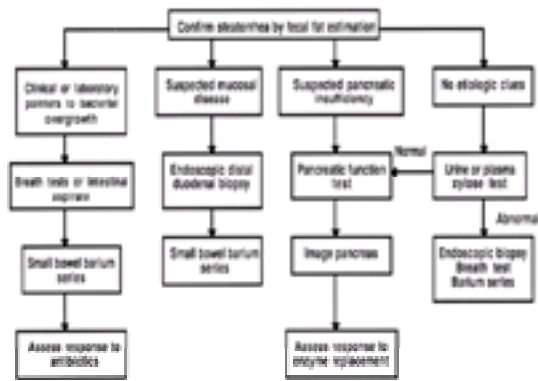 Confirm steatorrhea by fecal fat estimation
Clinical or laboratory
pointers to bacterial
overgrowth
Suspected mucosal
disease
Suspected pancreatic
insufficiency
No etiologic clues
Breath tests or intestinal
aspirate
Endoscopic distal
duodenal biopsy
Pancreatic function
test
Normal
Urine or plasma
xylose test
Abnormal
Small bowel barium
series
Small bowel barium
series
Image pancreas
Endoscopic biopsy
Breath test
Barium series
Assess response to
antibiotics
Assess response to
enzyme replacement